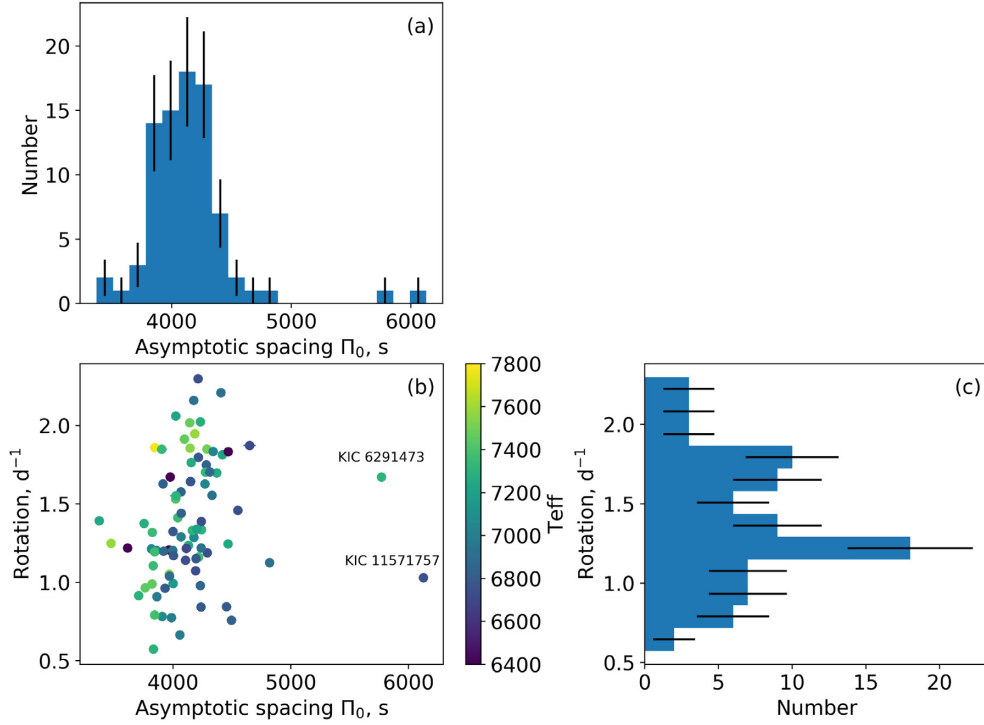 (a)
20
15
10
5
0
Number
4000 5000 6000
Asymptotic spacing Π₀, s
(b)
2.0
1.5
1.0
0.5
Rotation, d⁻¹
KIC 6291473
KIC 11571757
4000 5000 6000
Asymptotic spacing Π₀, s
7800
7600
7400
7200
7000
6800
6600
6400
Teff
(c)
2.0
1.5
1.0
0.5
Rotation, d⁻¹
0 5 10 15 20
Number